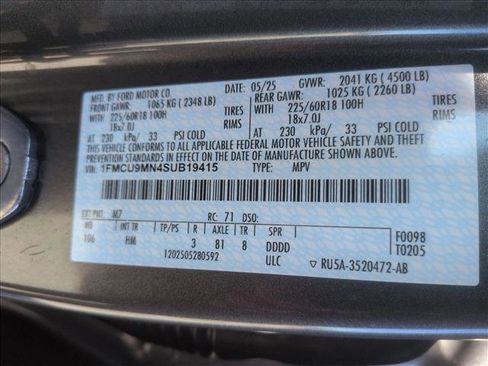 MFD. BY FORD MOTOR CO.
DATE: 05/25 GVWR: 2041 KG ( 4500 LB)
FRONT GAWR: 1065 KG ( 2348 LB) REAR GAWR: 1025 KG ( 2260 LB)
225/60R18 100H TIRES 225/60R18 100H TIRES
18x7.0J RIMS 18x7.0J RIMS
AT 230 kPa/ 33 PSI COLD AT 230 kPa/ 33 PSI COLD
THIS VEHICLE CONFORMS TO ALL APPLICABLE FEDERAL MOTOR VEHICLE SAFETY AND THEFT
PREVENTION STANDARDS IN EFFECT ON THE DATE OF MANUFACTURE SHOWN ABOVE.
VIN: 1FMCU9MN4SUB19415 TYPE: MPV
EXT PNT: M7 RC: 71 DSO:
WB INT TR TP/PS R AXLE TR SPR
106 HM 3 81 8 DDDD
F0098
T0205
1202505280592 ULC
▽ RU5A-3520472-AB